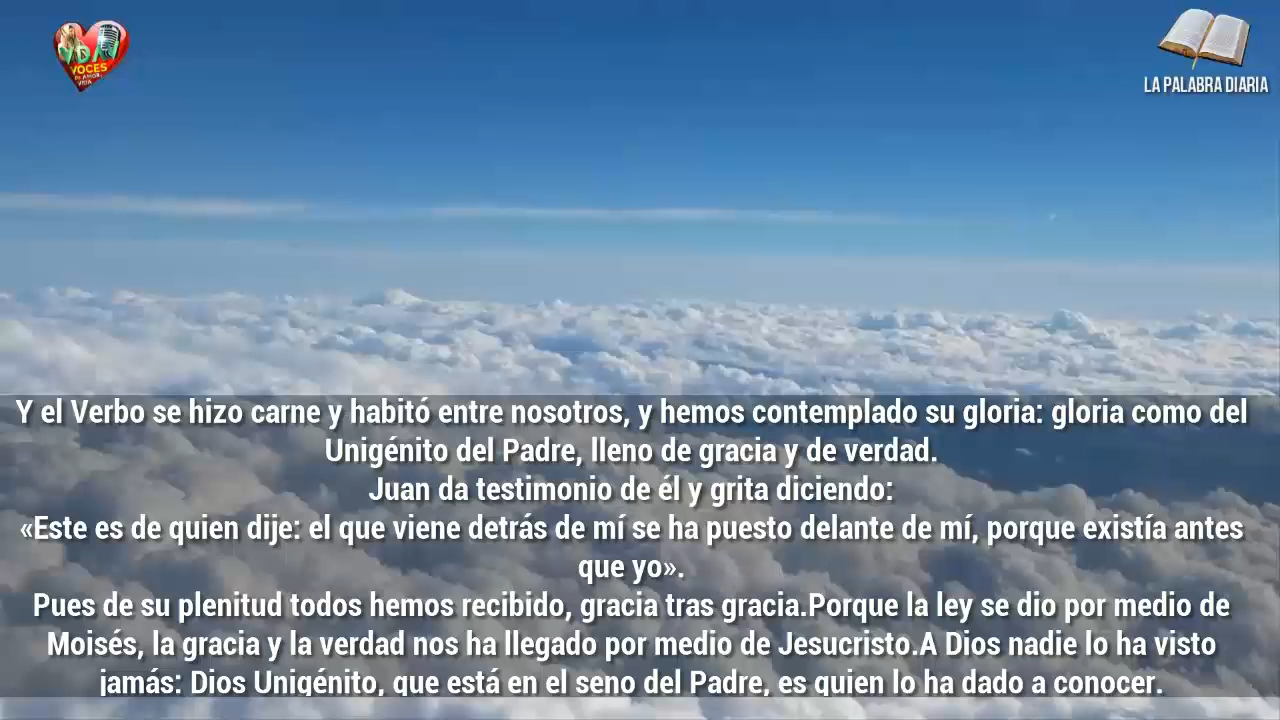 VDAV
VOCES
DE AMOR Y
VIDA
LA PALABRA DIARIA
Y el Verbo se hizo carne y habitó entre nosotros, y hemos contemplado su gloria: gloria como del
Unigénito del Padre, lleno de gracia y de verdad.
Juan da testimonio de él y grita diciendo:
«Este es de quien dije: el que viene detrás de mí se ha puesto delante de mí, porque existía antes
que yo».
Pues de su plenitud todos hemos recibido, gracia tras gracia.Porque la ley se dio por medio de
Moisés, la gracia y la verdad nos ha llegado por medio de Jesucristo.A Dios nadie lo ha visto
jamás: Dios Unigénito, que está en el seno del Padre, es quien lo ha dado a conocer.